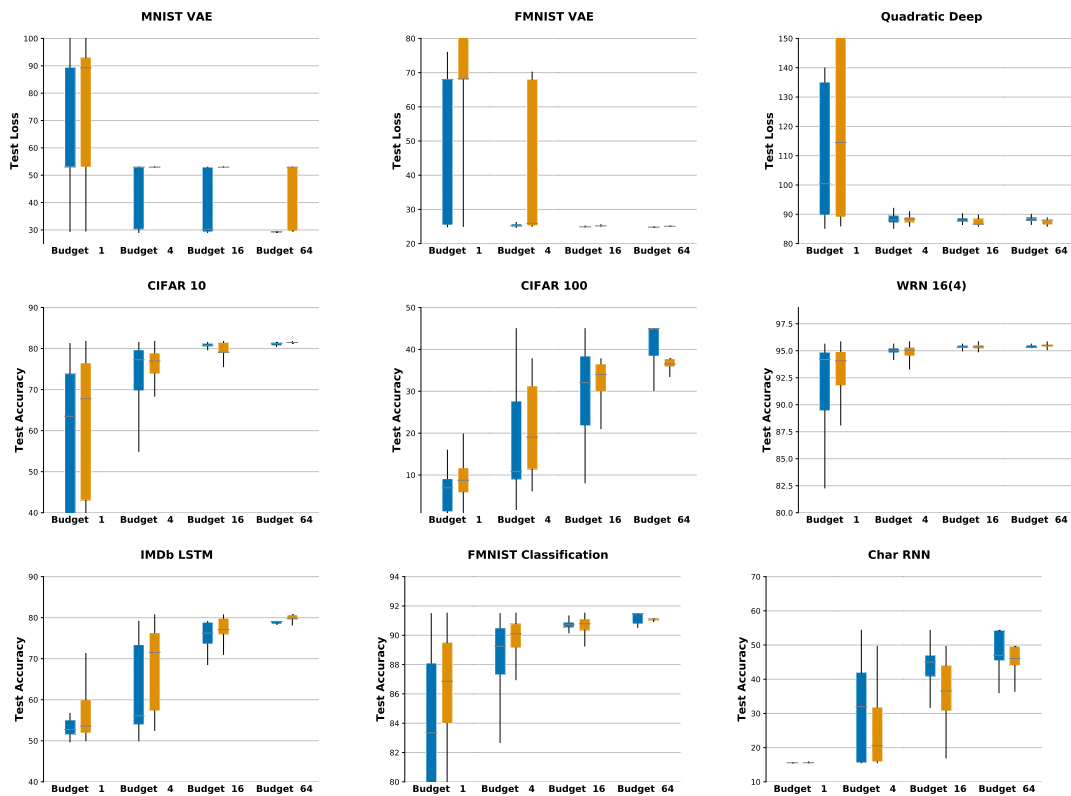 MNIST VAE
FMNIST VAE
Quadratic Deep
100
90
80
70
60
50
40
30
Test Loss
Budget 1
Budget 4
Budget 16
Budget 64
80
70
60
50
40
30
20
Test Loss
Budget 1
Budget 4
Budget 16
Budget 64
150
140
130
120
110
100
90
80
Test Loss
Budget 1
Budget 4
Budget 16
Budget 64
CIFAR 10
CIFAR 100
WRN 16(4)
90
80
70
60
50
40
Test Accuracy
Budget 1
Budget 4
Budget 16
Budget 64
50
40
30
20
10
Test Accuracy
Budget 1
Budget 4
Budget 16
Budget 64
97.5
95.0
92.5
90.0
87.5
85.0
82.5
80.0
Test Accuracy
Budget 1
Budget 4
Budget 16
Budget 64
IMDb LSTM
FMNIST Classification
Char RNN
90
80
70
60
50
40
Test Accuracy
Budget 1
Budget 4
Budget 16
Budget 64
94
92
90
88
86
84
82
80
Test Accuracy
Budget 1
Budget 4
Budget 16
Budget 64
70
60
50
40
30
20
10
Test Accuracy
Budget 1
Budget 4
Budget 16
Budget 64